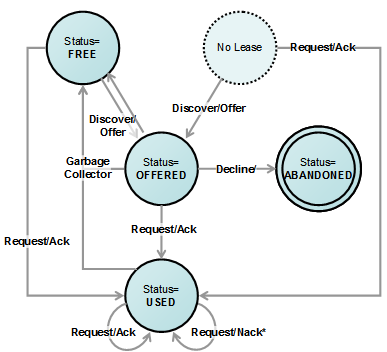 Status=
FREE
No Lease
Request/Ack
Discover/
Offer
Discover/Offer
Garbage
Collector
Status=
OFFERED
Decline/
Status=
ABANDONED
Request/Ack
Request/Ack
Status=
USED
Request/Ack
Request/Nack*